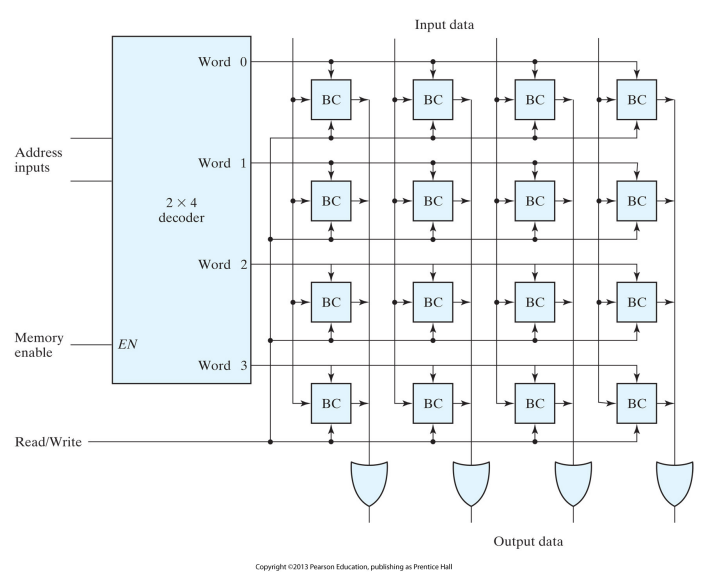 Input data
Word 0
BC BC BC BC
Address
inputs
Word 1
2 × 4
decoder
BC BC BC BC
Word 2
BC BC BC BC
Memory
enable
EN
Word 3
BC BC BC BC
Read/Write
Output data
Copyright ©2013 Pearson Education, publishing as Prentice Hall